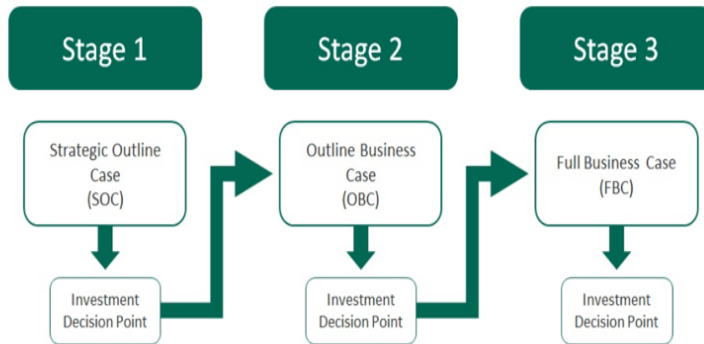 Stage 1
Stage 2
Stage 3
Strategic Outline
Case
(SOC)
Outline Business
Case
(OBC)
Full Business Case
(FBC)
Investment
Decision Point
Investment
Decision Point
Investment
Decision Point